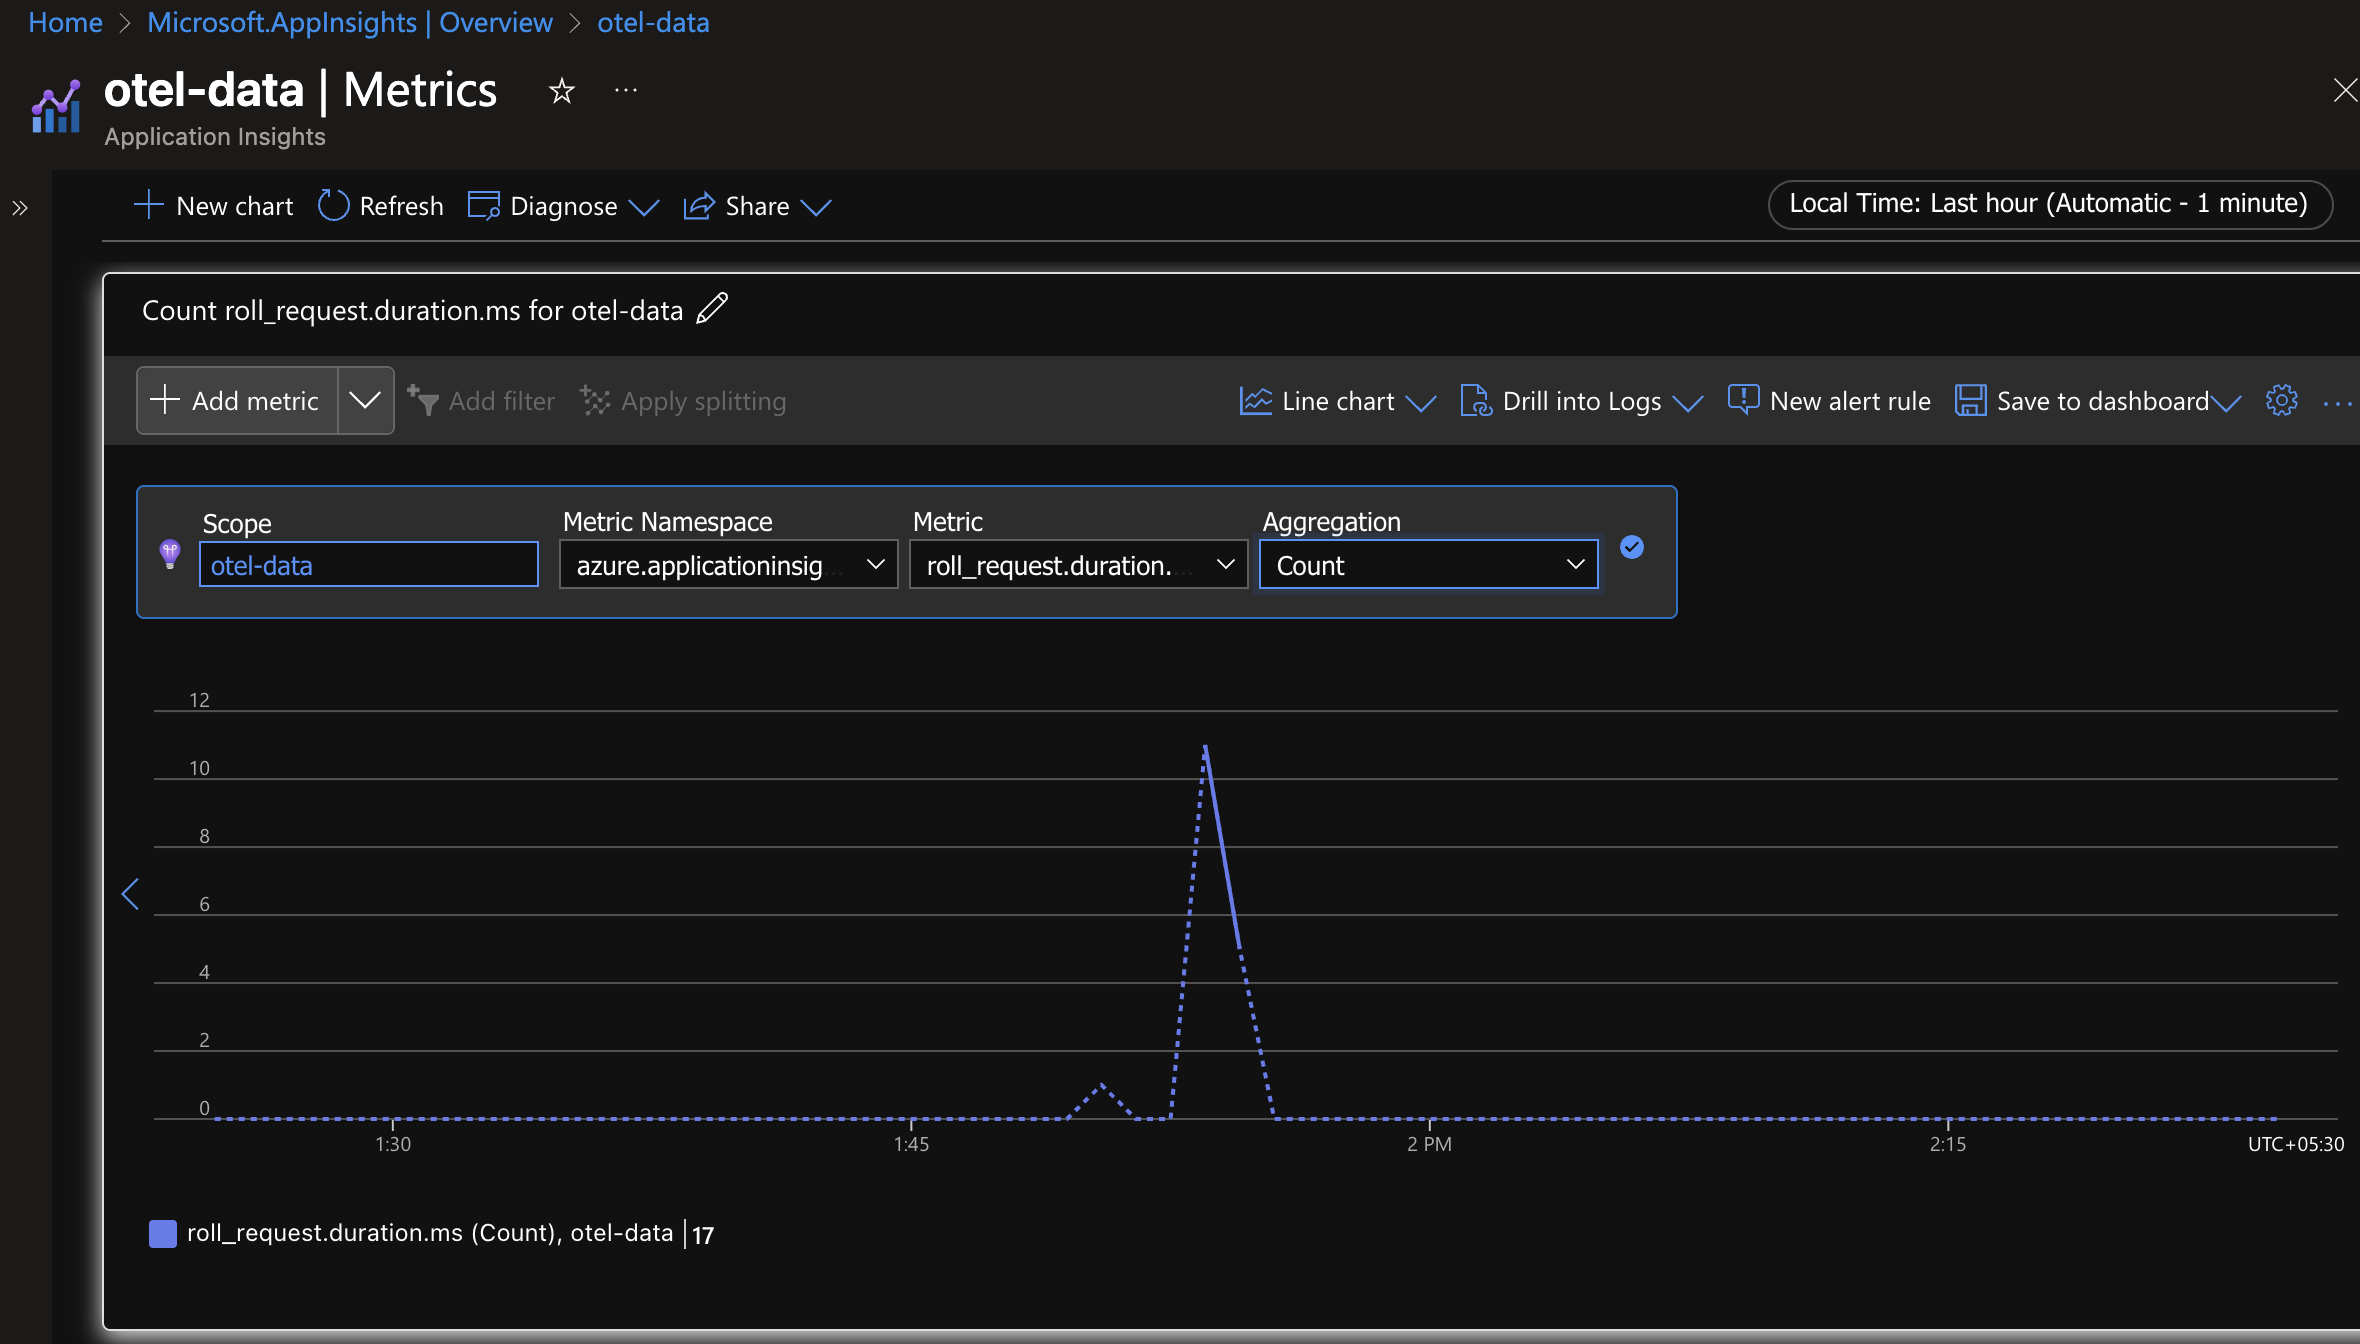 Home > Microsoft.AppInsights | Overview > otel-data
otel-data | Metrics
Application Insights
New chart Refresh Diagnose Share
Local Time: Last hour (Automatic - 1 minute)
Count roll_request.duration.ms for otel-data
Add metric Add filter Apply splitting Line chart Drill into Logs New alert rule Save to dashboard
Scope Metric Namespace Metric Aggregation
otel-data azure.applicationinsig... roll_request.duration.... Count
12
10
8
6
4
2
0
1:30 1:45 2 PM 2:15 UTC+05:30
roll_request.duration.ms (Count), otel-data | 17